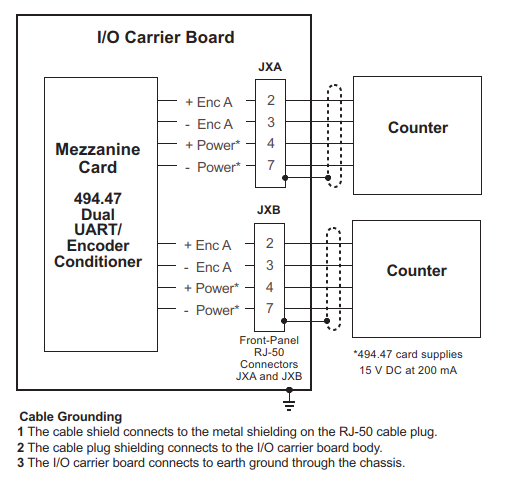 I/O Carrier Board
JXA
+ Enc A 2
- Enc A 3
+ Power* 4
- Power* 7
Counter
Mezzanine
Card
494.47
Dual
UART/
Encoder
Conditioner
JXB
+ Enc A 2
- Enc A 3
+ Power* 4
- Power* 7
Counter
Front-Panel
RJ-50
Connectors
JXA and JXB
*494.47 card supplies
15 V DC at 200 mA
Cable Grounding
1 The cable shield connects to the metal shielding on the RJ-50 cable plug.
2 The cable plug shielding connects to the I/O carrier board body.
3 The I/O carrier board connects to earth ground through the chassis.